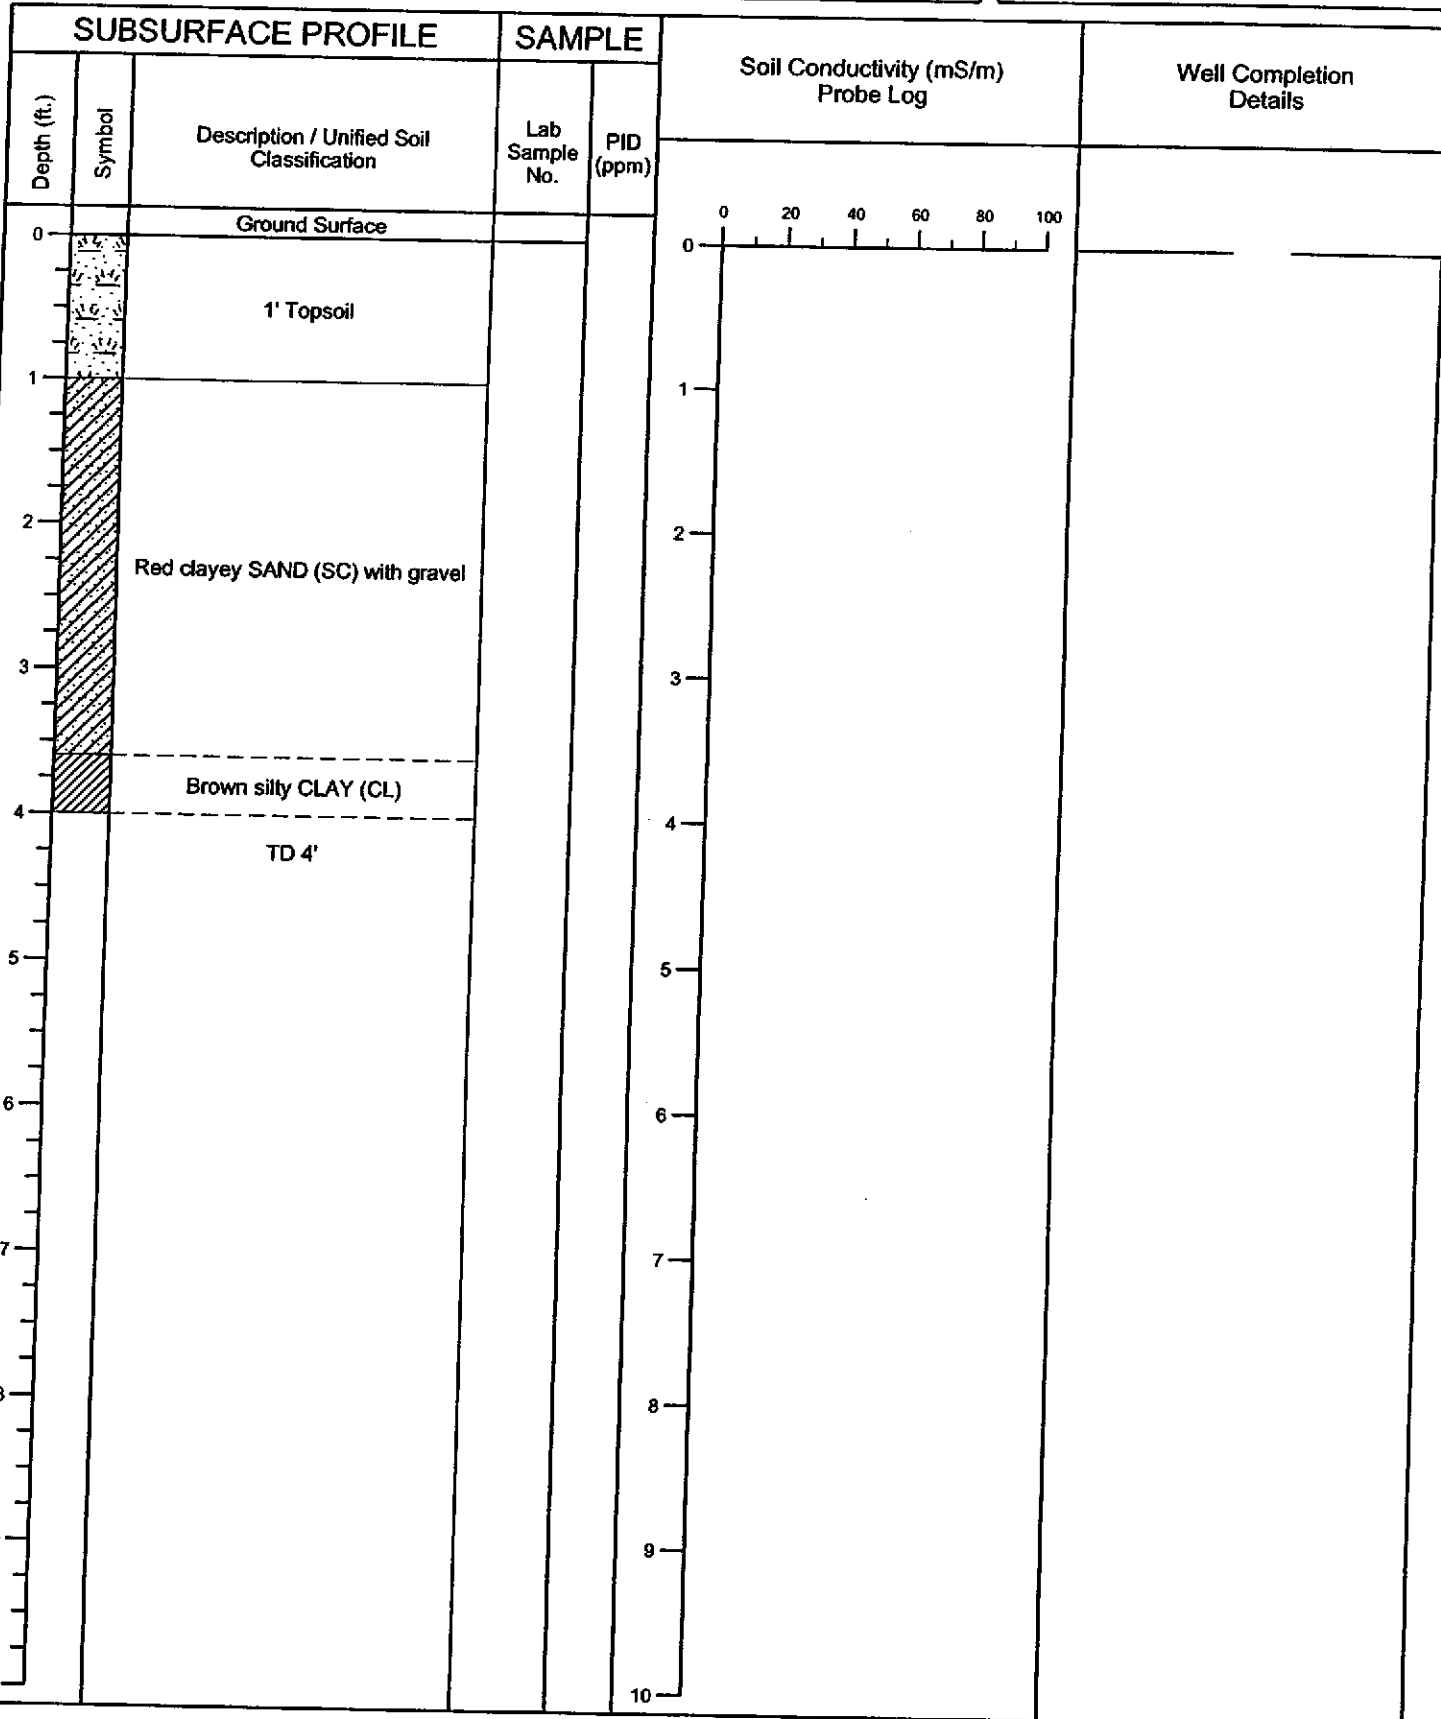 SUBSURFACE PROFILE
SAMPLE
Soil Conductivity (mS/m)
Probe Log
Well Completion
Details
Depth (ft.)
Symbol
Description / Unified Soil
Classification
Lab
Sample
No.
PID
(ppm)
Ground Surface
0 20 40 60 80 100
0
1' Topsoil
1
2
Red clayey SAND (SC) with gravel
3
Brown silty CLAY (CL)
4
TD 4'
5
6
7
8
0
1
2
3
4
5
6
7
8
9
10